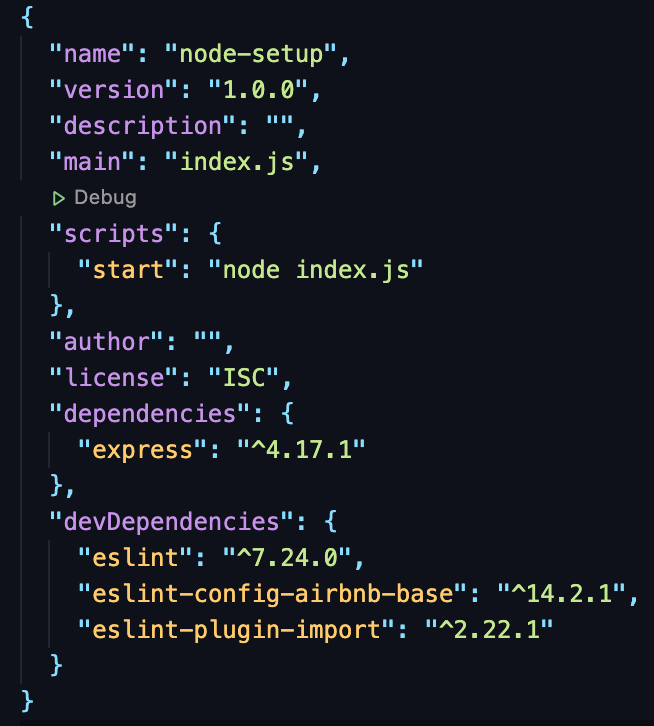 {
  "name": "node-setup",
  "version": "1.0.0",
  "description": "",
  "main": "index.js",
  Debug
  "scripts": {
    "start": "node index.js"
  },
  "author": "",
  "license": "ISC",
  "dependencies": {
    "express": "^4.17.1"
  },
  "devDependencies": {
    "eslint": "^7.24.0",
    "eslint-config-airbnb-base": "^14.2.1",
    "eslint-plugin-import": "^2.22.1"
  }
}